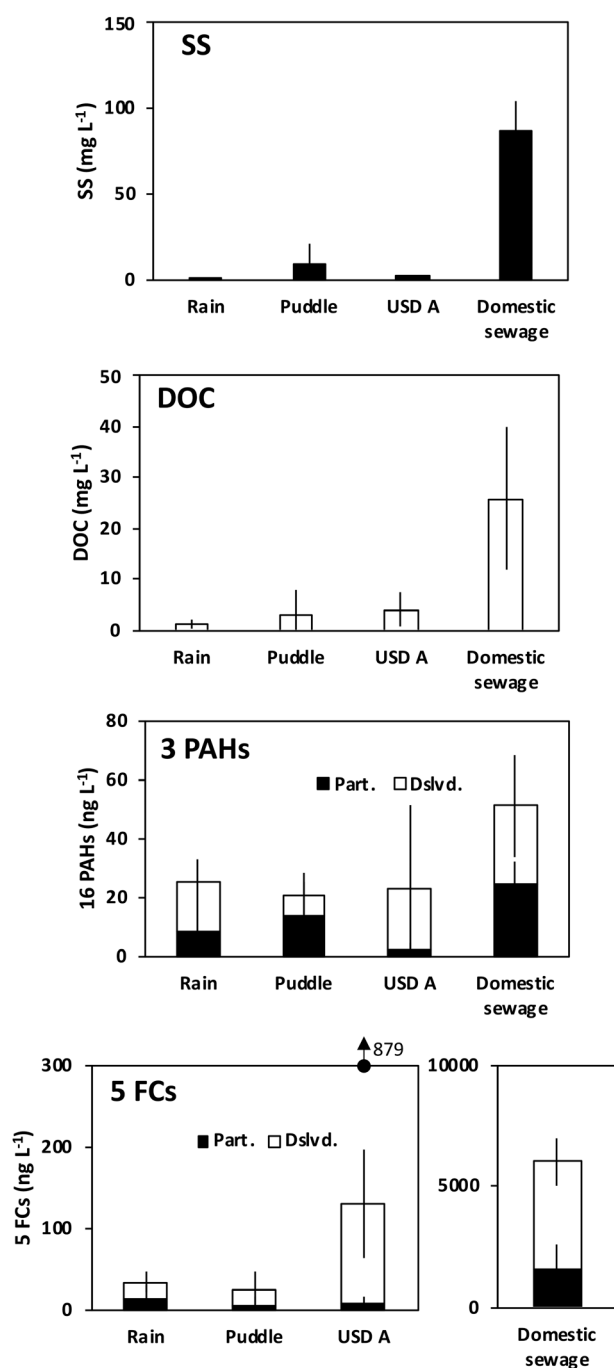 SS
150
100
50
0
SS (mg L⁻¹)
Rain Puddle USD A Domestic
sewage
DOC
50
40
30
20
10
0
DOC (mg L⁻¹)
Rain Puddle USD A Domestic
sewage
3 PAHs
Part. Dslvd.
80
60
40
20
0
16 PAHs (ng L⁻¹)
Rain Puddle USD A Domestic
sewage
879
5 FCs
Part. Dslvd.
300
200
100
0
5 FCs (ng L⁻¹)
Rain Puddle USD A
10000
5000
0
Domestic
sewage